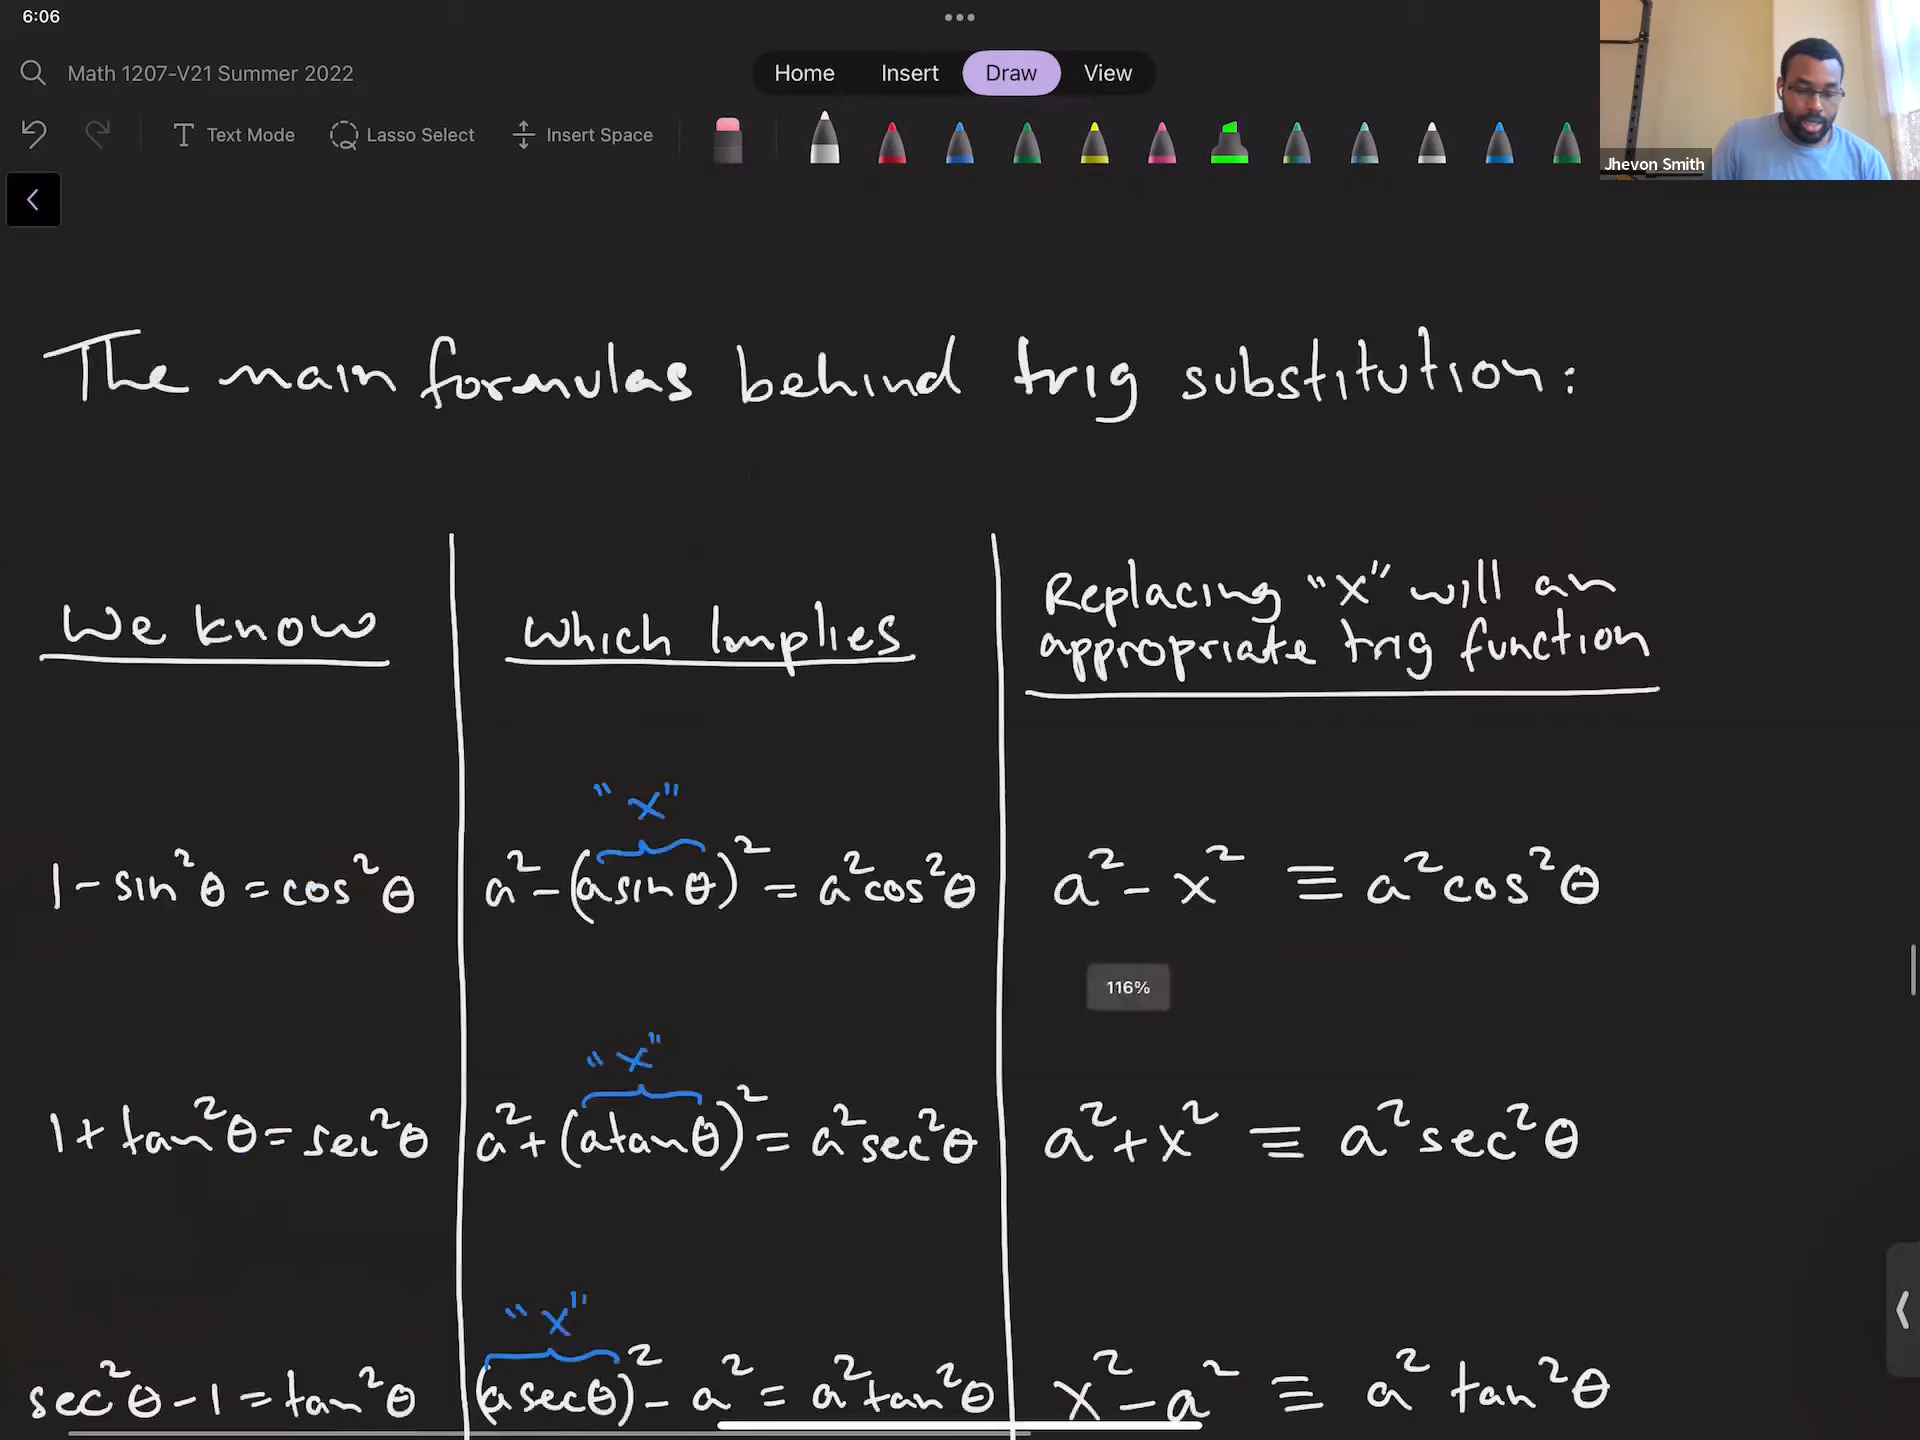 6:06
Math 1207-V21 Summer 2022
Home Insert Draw View
Text Mode Lasso Select Insert Space
Jhevon Smith
The main formulas behind trig substitution:
We know
Which Implies
Replacing "x" will an
appropriate trig function
"x"
1 - sin²θ = cos²θ
a² - (a sin θ)² = a² cos²θ
a² - x² ≡ a² cos²θ
116%
"x"
1 + tan²θ = sec²θ
a² + (a tan θ)² = a² sec²θ
a² + x² ≡ a² sec²θ
"x"
sec²θ - 1 = tan²θ
(a sec θ)² - a² = a² tan²θ
x² - a² ≡ a² tan²θ